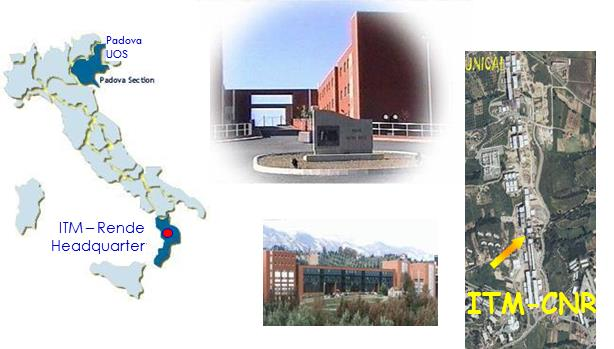 Padova
UOS
Padova Section
ITM – Rende
Headquarter
UNICAL
ITM-CNR